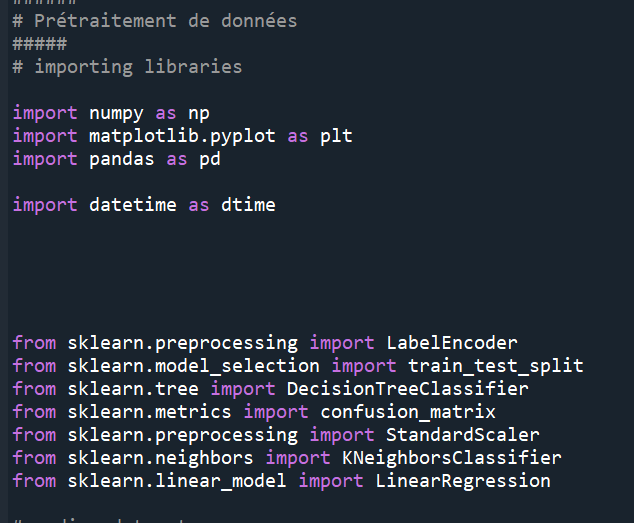 # Prétraitement de données
#####
# importing libraries
import numpy as np
import matplotlib.pyplot as plt
import pandas as pd
import datetime as dtime
from sklearn.preprocessing import LabelEncoder
from sklearn.model_selection import train_test_split
from sklearn.tree import DecisionTreeClassifier
from sklearn.metrics import confusion_matrix
from sklearn.preprocessing import StandardScaler
from sklearn.neighbors import KNeighborsClassifier
from sklearn.linear_model import LinearRegression